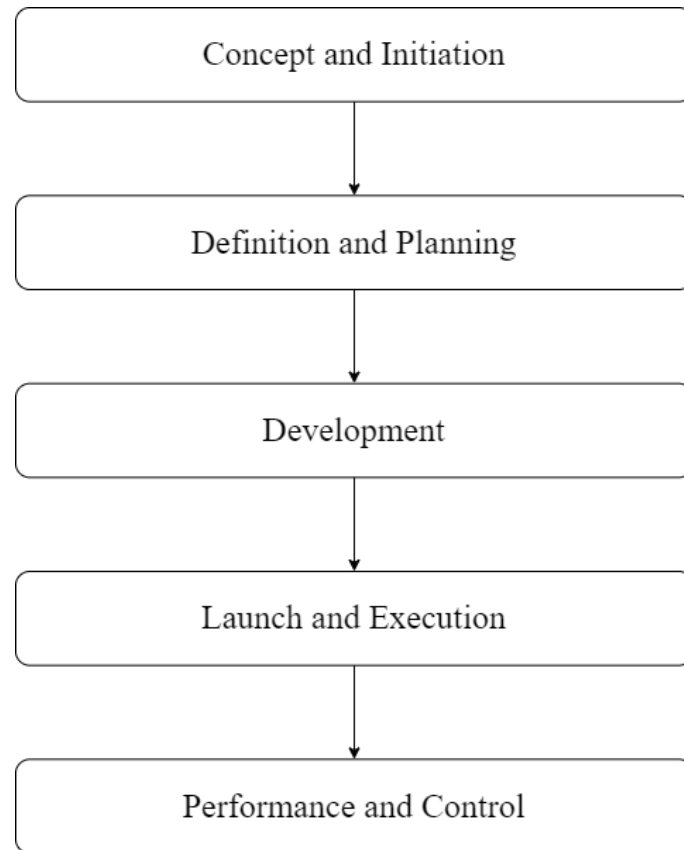 Concept and Initiation
Definition and Planning
Development
Launch and Execution
Performance and Control